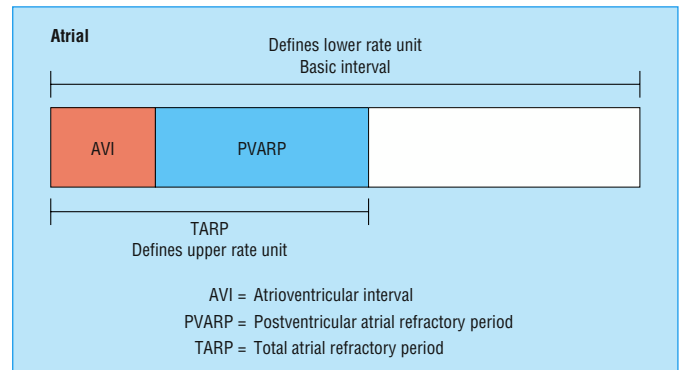 Atrial
Defines lower rate unit
Basic interval
AVI
PVARP
TARP
Defines upper rate unit
AVI = Atrioventricular interval
PVARP = Postventricular atrial refractory period
TARP = Total atrial refractory period